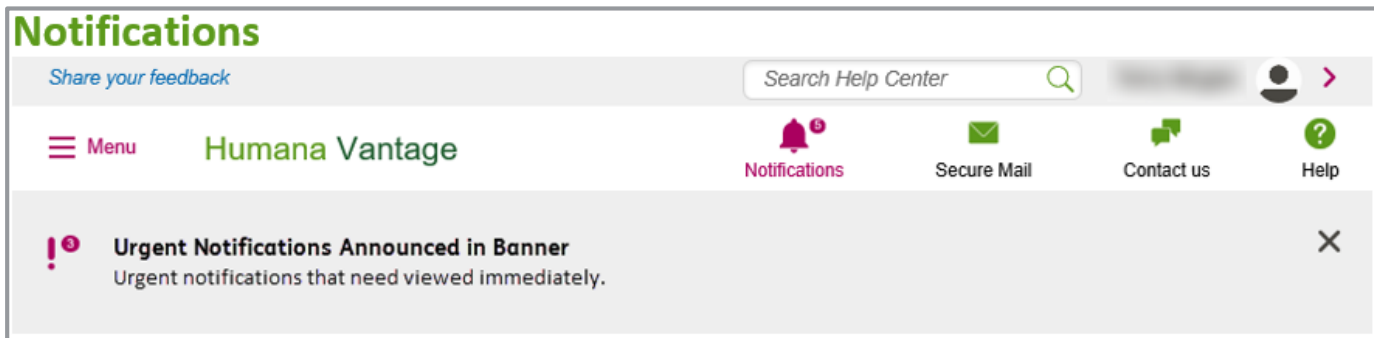 Notifications
Share your feedback
Search Help Center
Menu
Humana Vantage
5
Notifications
Secure Mail
Contact us
?
Help
3
Urgent Notifications Announced in Banner
Urgent notifications that need viewed immediately.